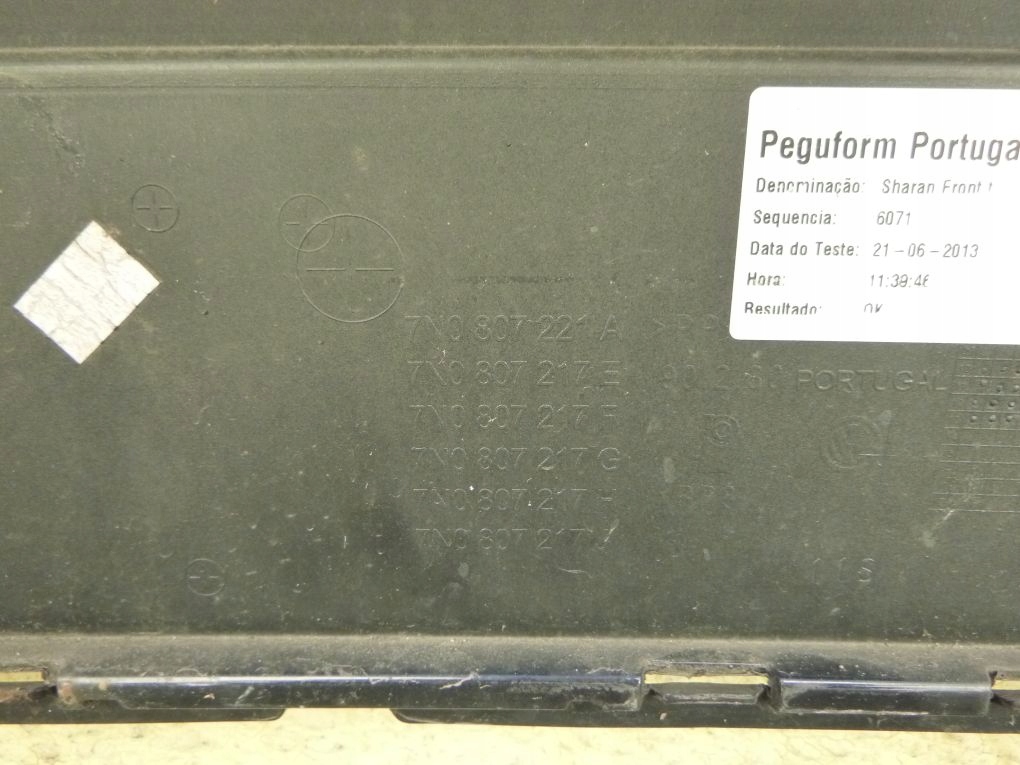 Peguform Portuga
Denominação: Sharan Front
Sequencia: 6071
Data do Teste: 21-06-2013
Hora: 11:39:46
Resultado: OK
7N0 807 221 A
7N0 807 217 E
PORTUGAL
7N0 807 217 F
7N0 807 217 G
7N0 807 217 H
7N0 807 217 J